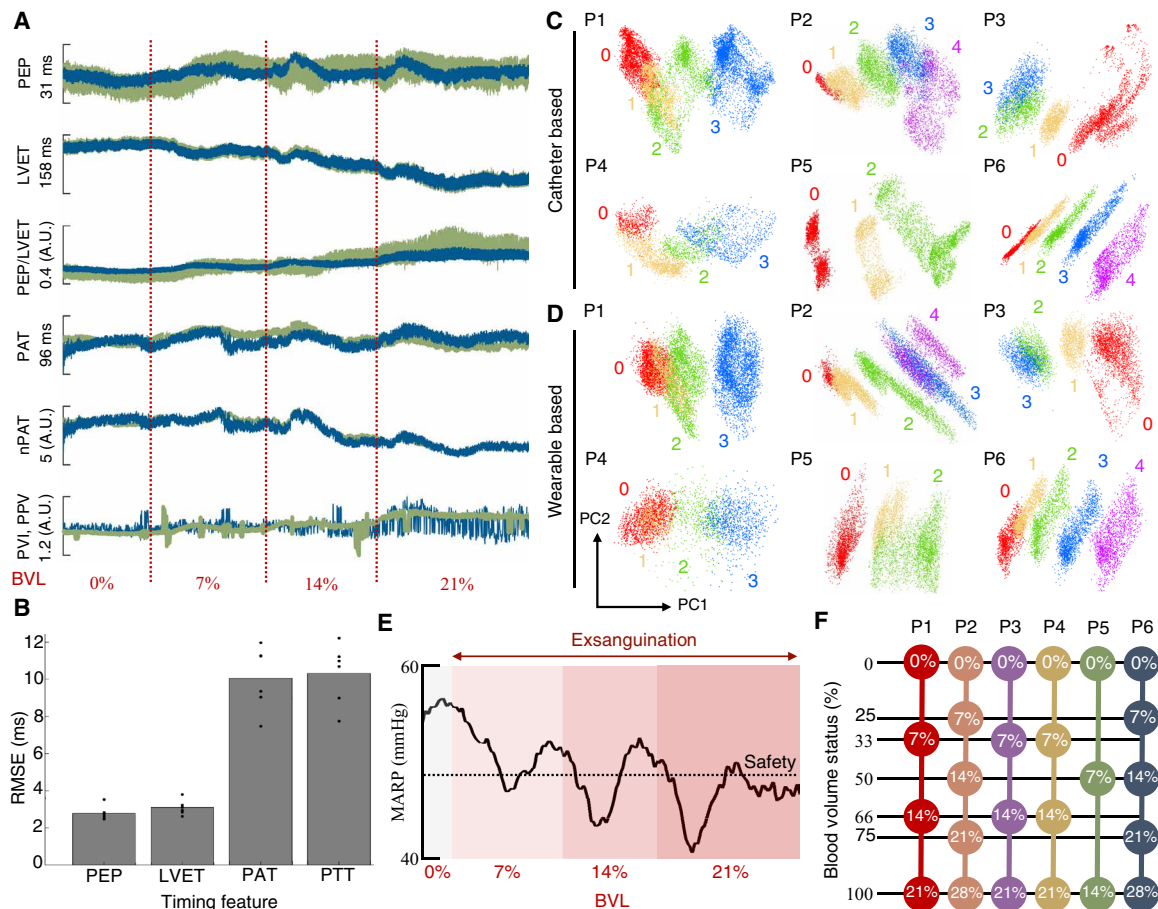 A
PEP
31 ms
LVET
158 ms
PEP/LVET
0.4 (A.U.)
PAT
96 ms
nPAT
5 (A.U.)
PVI, PPV
1.2 (A.U.)
BVL
0%
7%
14%
21%
B
RMSE (ms)
12
10
8
6
4
2
0
PEP
LVET
PAT
PTT
Timing feature
C
Catheter based
P1
0
1
2
3
P2
0
1
2
3
4
P3
3
2
1
0
P4
0
1
2
3
P5
0
1
2
P6
0
1
2
3
4
D
Wearable based
P1
0
1
2
3
P2
0
1
2
3
4
P3
2
3
1
0
P4
0
1
2
3
PC2
PC1
P5
0
1
2
P6
0
1
2
3
4
E
Exsanguination
MARP (mmHg)
60
40
Safety
0%
7%
14%
21%
BVL
F
P1 P2 P3 P4 P5 P6
Blood volume status (%)
0 0% 0% 0% 0% 0% 0%
25 7% 7%
33 7% 7% 7%
50 14% 7% 14%
66 14% 14% 14%
75 21% 21%
100 21% 28% 21% 21% 14% 28%